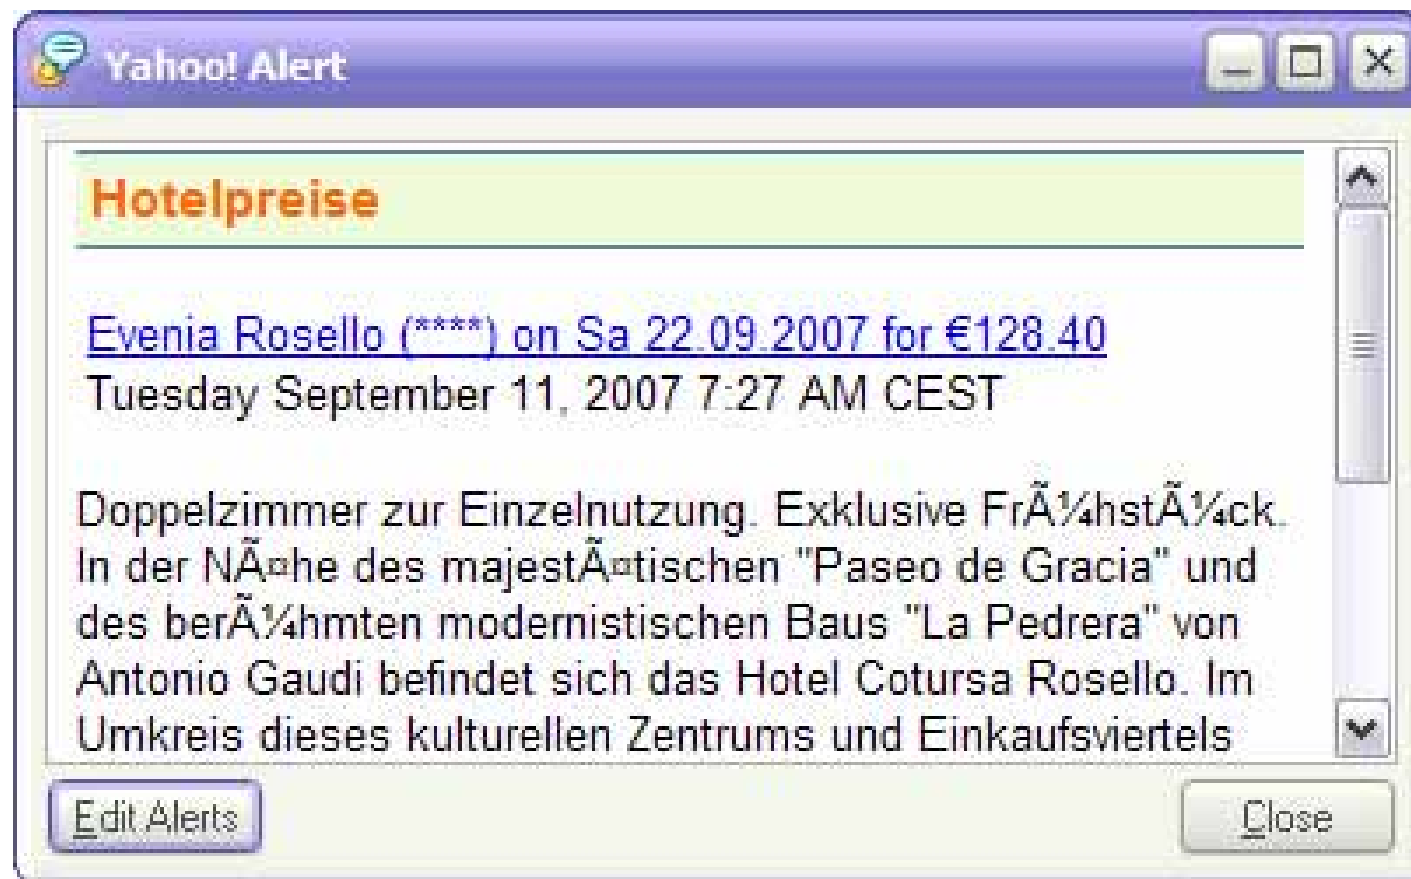 Yahoo! Alert
Hotelpreise
Evenia Rosello (****) on Sa 22.09.2007 for €128.40
Tuesday September 11, 2007 7:27 AM CEST
Doppelzimmer zur Einzelnutzung. Exklusive FrÃ¼hstÃ¼ck.
In der NÃ¤he des majestÃ¤tischen "Paseo de Gracia" und
des berÃ¼hmten modernistischen Baus "La Pedrera" von
Antonio Gaudi befindet sich das Hotel Cotursa Rosello. Im
Umkreis dieses kulturellen Zentrums und Einkaufsviertels
Edit Alerts
Close